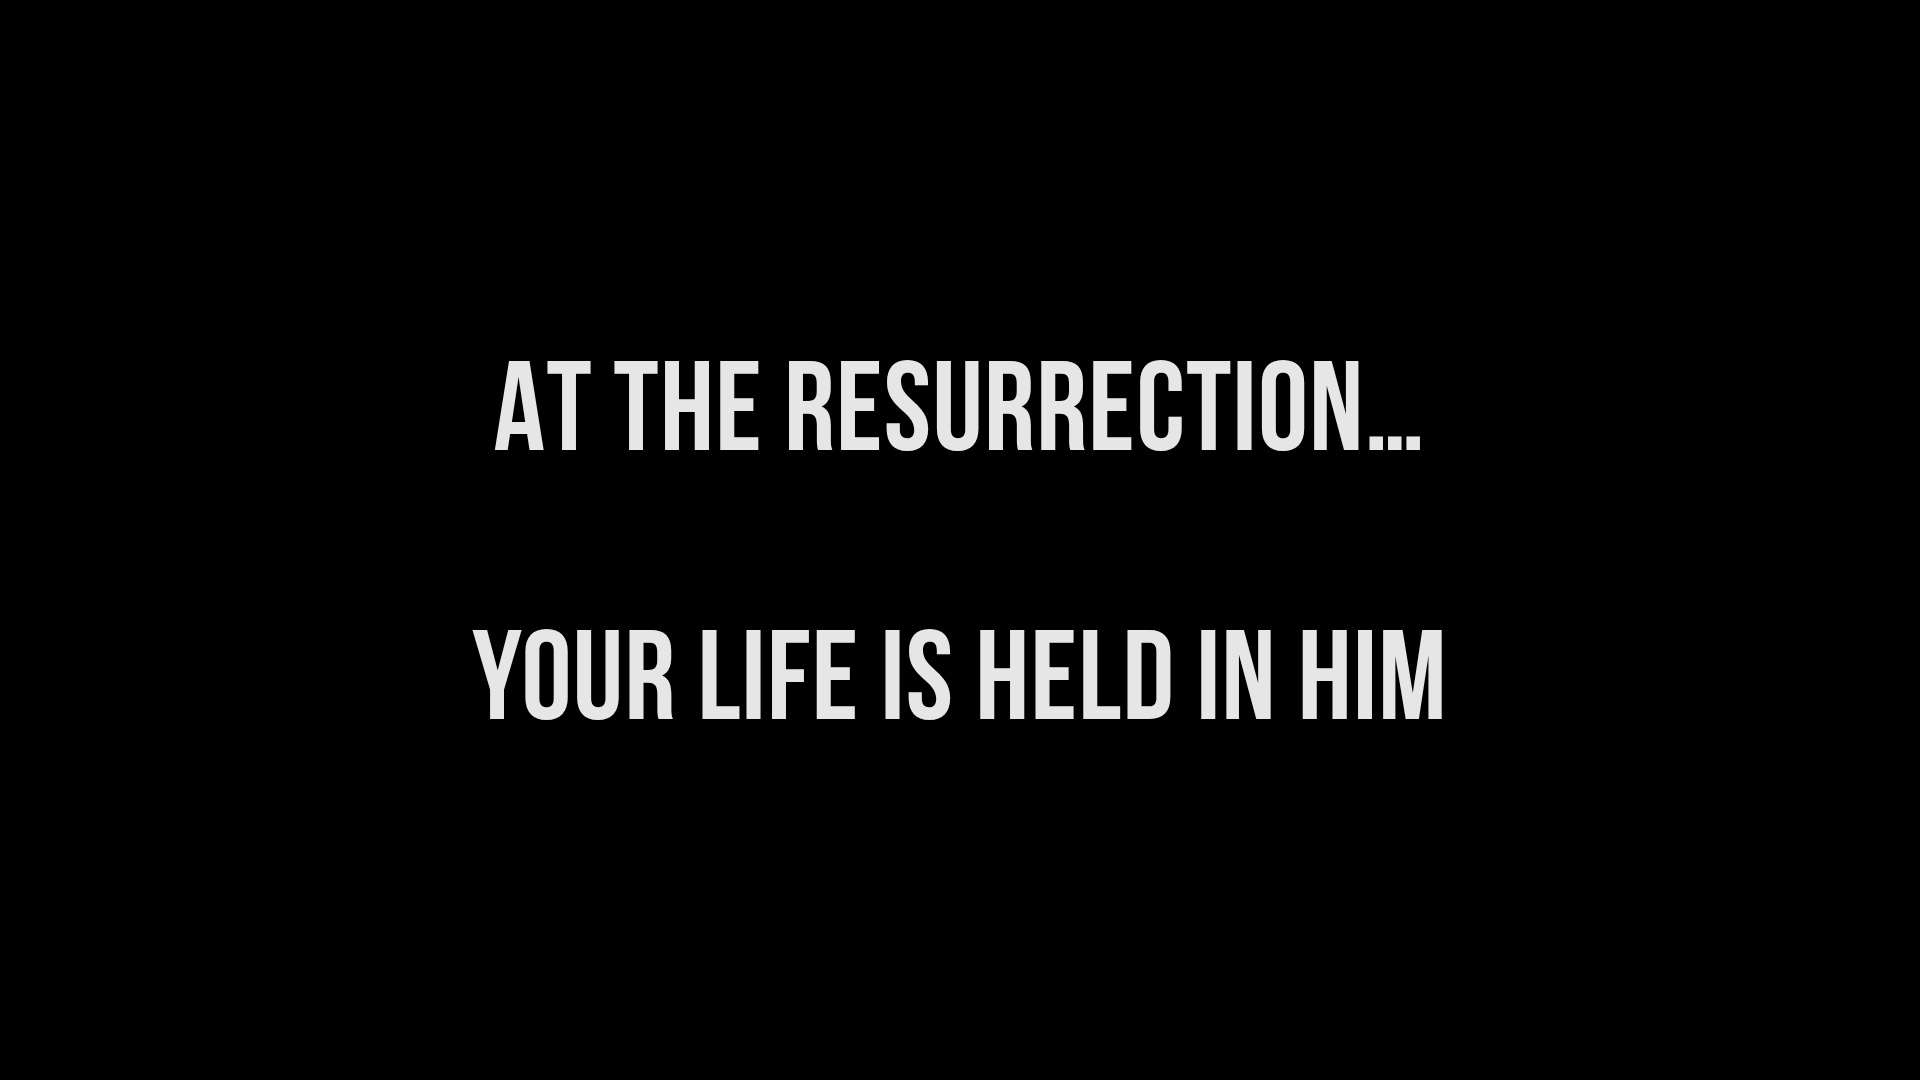 AT THE RESURRECTION...
YOUR LIFE IS HELD IN HIM